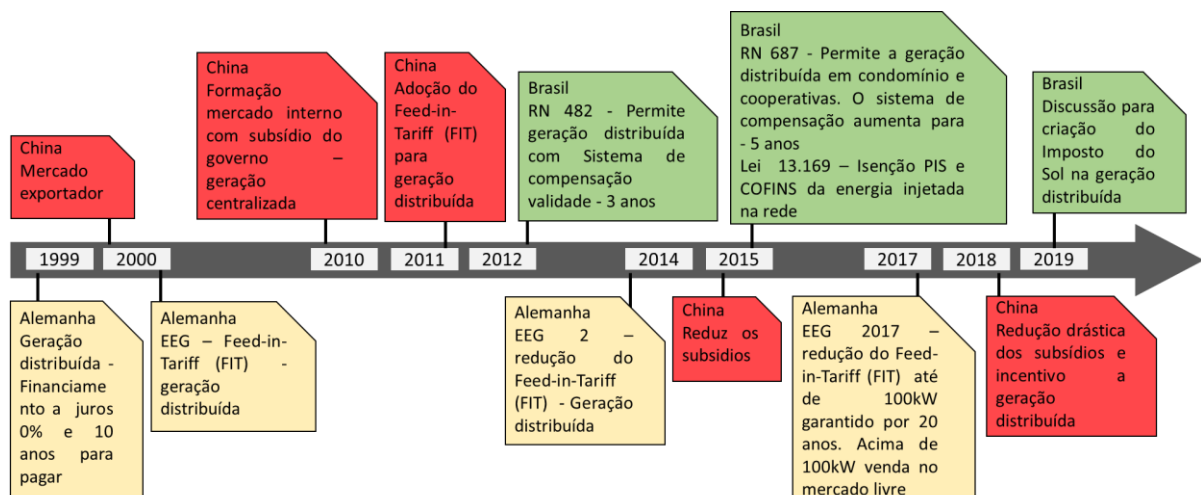 China
Mercado
exportador
China
Formação
mercado interno
com subsídio do
governo –
geração
centralizada
China
Adoção do
Feed-in-
Tariff (FIT)
para
geração
distribuída
Brasil
RN 482 - Permite
geração distribuída
com Sistema de
compensação
validade - 3 anos
Brasil
RN 687 - Permite a geração
distribuída em condomínio e
cooperativas. O sistema de
compensação aumenta para
- 5 anos
Lei 13.169 – Isenção PIS e
COFINS da energia injetada
na rede
Brasil
Discussão para
criação do
Imposto do
Sol na geração
distribuída
1999 2000 2010 2011 2012 2014 2015 2017 2018 2019
Alemanha
Geração
distribuída -
Financiame
nto a juros
0% e 10
anos para
pagar
Alemanha
EEG – Feed-in-
Tariff (FIT) -
geração
distribuída
Alemanha
EEG 2 –
redução do
Feed-in-Tariff
(FIT) - Geração
distribuída
China
Reduz os
subsidios
Alemanha
EEG 2017 –
redução do Feed-
in-Tariff (FIT) até
de 100kW
garantido por 20
anos. Acima de
100kW venda no
mercado livre
China
Redução drástica
dos subsídios e
incentivo a
geração
distribuída